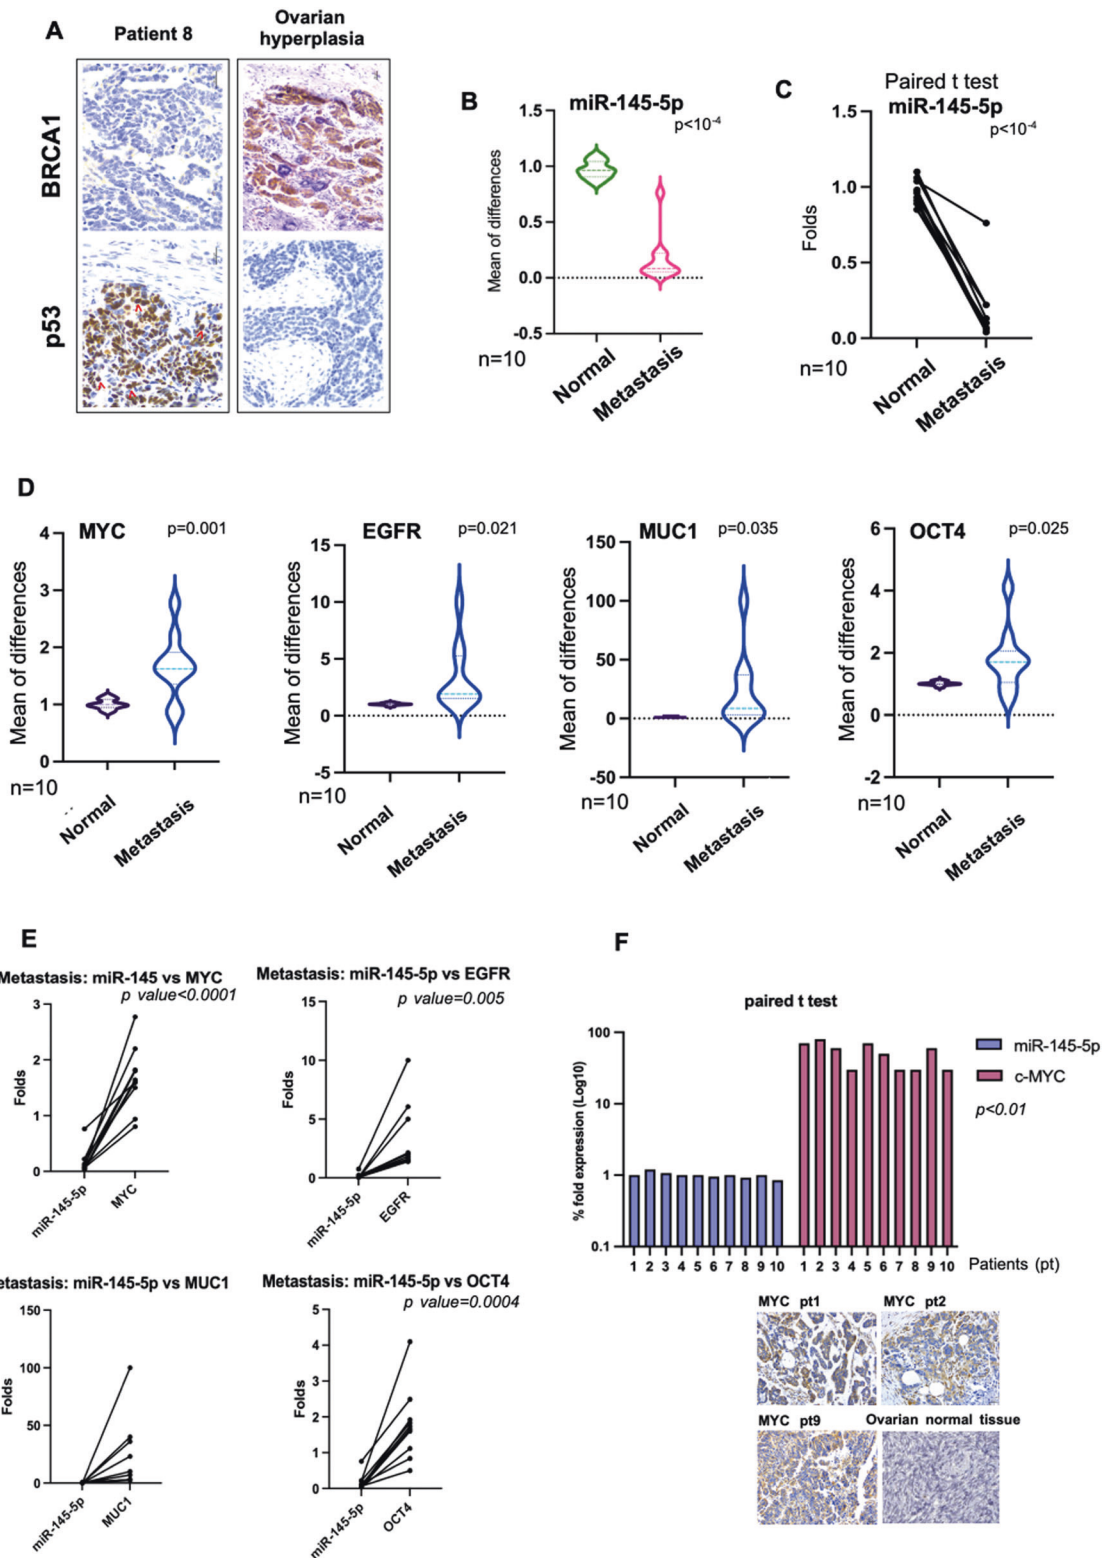 A
Patient 8
Ovarian
hyperplasia
BRCA1
p53
B
miR-145-5p
p<10-4
Mean of differences
1.5
1.0
0.5
0.0
-0.5
n=10
Normal
Metastasis
C
Paired t test
miR-145-5p
p<10-4
Folds
1.5
1.0
0.5
0.0
n=10
Normal
Metastasis
D
MYC
p=0.001
Mean of differences
4
3
2
1
0
n=10
Normal
Metastasis
EGFR
p=0.021
Mean of differences
15
10
5
0
-5
n=10
Normal
Metastasis
MUC1
p=0.035
Mean of differences
150
100
50
0
-50
n=10
Normal
Metastasis
OCT4
p=0.025
Mean of differences
6
4
2
0
-2
n=10
Normal
Metastasis
E
Metastasis: miR-145 vs MYC
p value<0.0001
Folds
3
2
1
0
miR-145-5p
MYC
Metastasis: miR-145-5p vs EGFR
p value=0.005
Folds
15
10
5
0
miR-145-5p
EGFR
etastasis: miR-145-5p vs MUC1
Folds
150
100
50
0
miR-145-5p
MUC1
Metastasis: miR-145-5p vs OCT4
p value=0.0004
Folds
5
4
3
2
1
0
miR-145-5p
OCT4
F
paired t test
% fold expression (Log10)
100
10
1
0.1
1 2 3 4 5 6 7 8 9 10
1 2 3 4 5 6 7 8 9 10
Patients (pt)
miR-145-5p
c-MYC
p<0.01
MYC pt1
MYC pt2
MYC pt9
Ovarian normal tissue